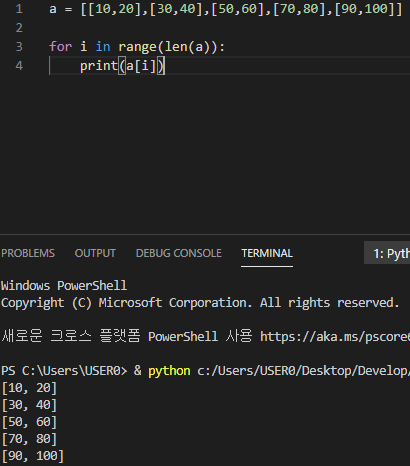 1 a = [[10,20],[30,40],[50,60],[70,80],[90,100]]
2
3 for i in range(len(a)):
4 print(a[i])
PROBLEMS OUTPUT DEBUG CONSOLE TERMINAL 1: Pyth
Windows PowerShell
Copyright (C) Microsoft Corporation. All rights reserved.
새로운 크로스 플랫폼 PowerShell 사용 https://aka.ms/pscore6
PS C:\Users\USER0> & python c:/Users/USER0/Desktop/Develop/
[10, 20]
[30, 40]
[50, 60]
[70, 80]
[90, 100]